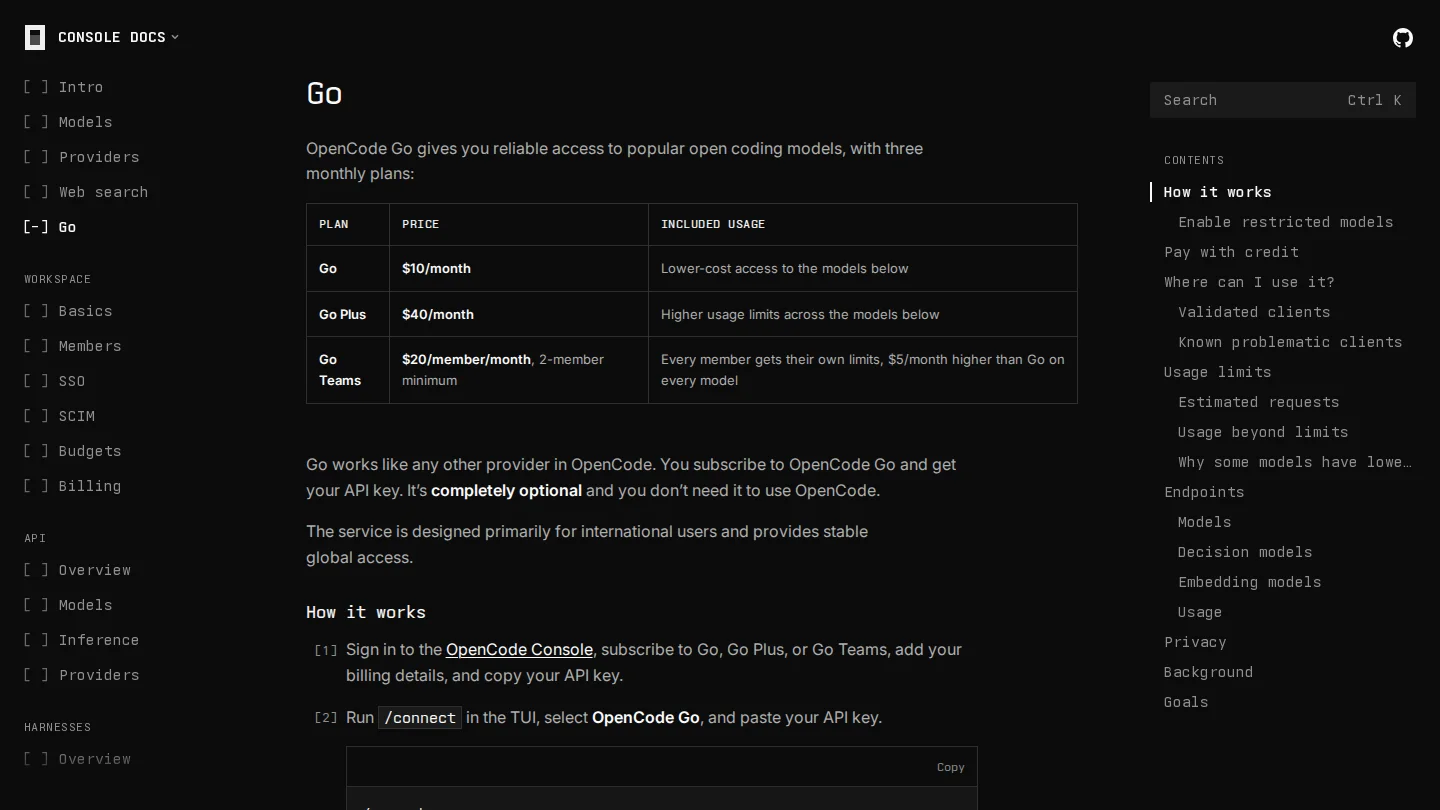 CONSOLE DOCS
[ ] Intro
[ ] Models
[ ] Providers
[ ] Web search
[-] Go
WORKSPACE
[ ] Basics
[ ] Members
[ ] SSO
[ ] SCIM
[ ] Budgets
[ ] Billing
API
[ ] Overview
[ ] Models
[ ] Inference
[ ] Providers
HARNESSES
[ ] Overview
Go
OpenCode Go gives you reliable access to popular open coding models, with three
monthly plans:
PLAN PRICE INCLUDED USAGE
Go $10/month Lower-cost access to the models below
Go Plus $40/month Higher usage limits across the models below
Go $20/member/month, 2-member Every member gets their own limits, $5/month higher than Go on
Teams minimum every model
Go works like any other provider in OpenCode. You subscribe to OpenCode Go and get
your API key. It’s completely optional and you don’t need it to use OpenCode.
The service is designed primarily for international users and provides stable
global access.
How it works
[1] Sign in to the OpenCode Console, subscribe to Go, Go Plus, or Go Teams, add your
billing details, and copy your API key.
[2] Run /connect in the TUI, select OpenCode Go, and paste your API key.
Copy
Search Ctrl K
CONTENTS
How it works
Enable restricted models
Pay with credit
Where can I use it?
Validated clients
Known problematic clients
Usage limits
Estimated requests
Usage beyond limits
Why some models have lowe…
Endpoints
Models
Decision models
Embedding models
Usage
Privacy
Background
Goals